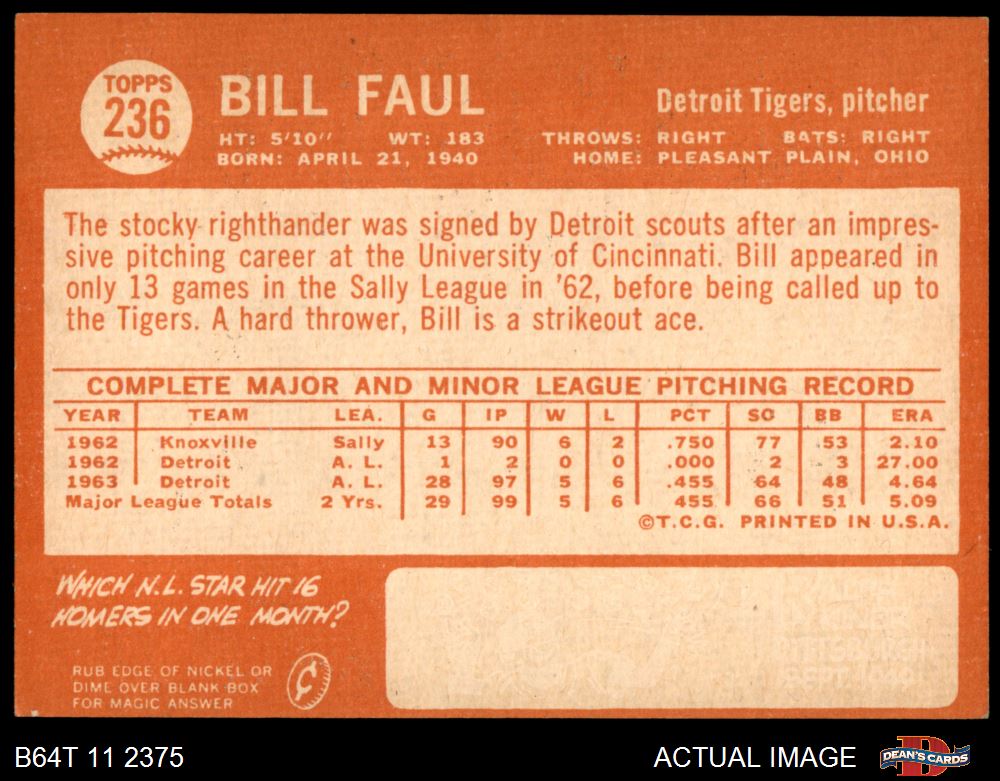 TOPPS
236
BILL FAUL
Detroit Tigers, pitcher
HT: 5'10" WT: 183 THROWS: RIGHT BATS: RIGHT
BORN: APRIL 21, 1940 HOME: PLEASANT PLAIN, OHIO
The stocky righthander was signed by Detroit scouts after an impres-
sive pitching career at the University of Cincinnati. Bill appeared in
only 13 games in the Sally League in '62, before being called up to
the Tigers. A hard thrower, Bill is a strikeout ace.
COMPLETE MAJOR AND MINOR LEAGUE PITCHING RECORD
YEAR TEAM LEA. G IP W L PCT SO BB ERA
1962 Knoxville Sally 13 90 6 2 .750 77 53 2.10
1962 Detroit A. L. 1 2 0 0 .000 2 3 27.00
1963 Detroit A. L. 28 97 5 6 .455 64 48 4.64
Major League Totals 2 Yrs. 29 99 5 6 455 66 51 5.09
©T.C.G. PRINTED IN U.S.A.
WHICH N.L. STAR HIT 16
HOMERS IN ONE MONTH?
RUB EDGE OF NICKEL OR
DIME OVER BLANK BOX
FOR MAGIC ANSWER
RALPH
KINER
PITTSBURGH
SEPT. 1949
B64T 11 2375
ACTUAL IMAGE
DEAN'S CARDS